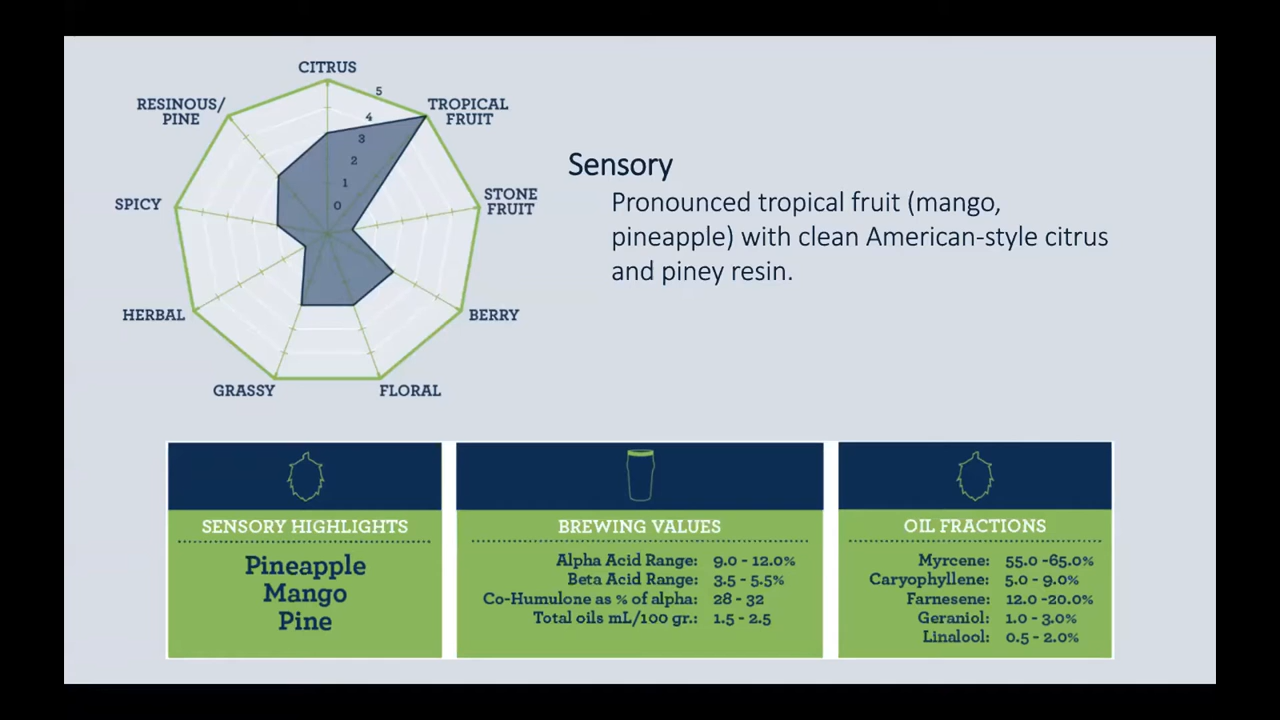 CITRUS
5
RESINOUS/
PINE
TROPICAL
FRUIT
4
3
2
1
0
SPICY
STONE
FRUIT
HERBAL
BERRY
GRASSY
FLORAL
Sensory
Pronounced tropical fruit (mango,
pineapple) with clean American-style citrus
and piney resin.
SENSORY HIGHLIGHTS
Pineapple
Mango
Pine
BREWING VALUES
Alpha Acid Range: 9.0 - 12.0%
Beta Acid Range: 3.5 - 5.5%
Co-Humulone as % of alpha: 28 - 32
Total oils mL/100 gr.: 1.5 - 2.5
OIL FRACTIONS
Myrcene: 55.0 -65.0%
Caryophyllene: 5.0 - 9.0%
Farnesene: 12.0 -20.0%
Geraniol: 1.0 - 3.0%
Linalool: 0.5 - 2.0%